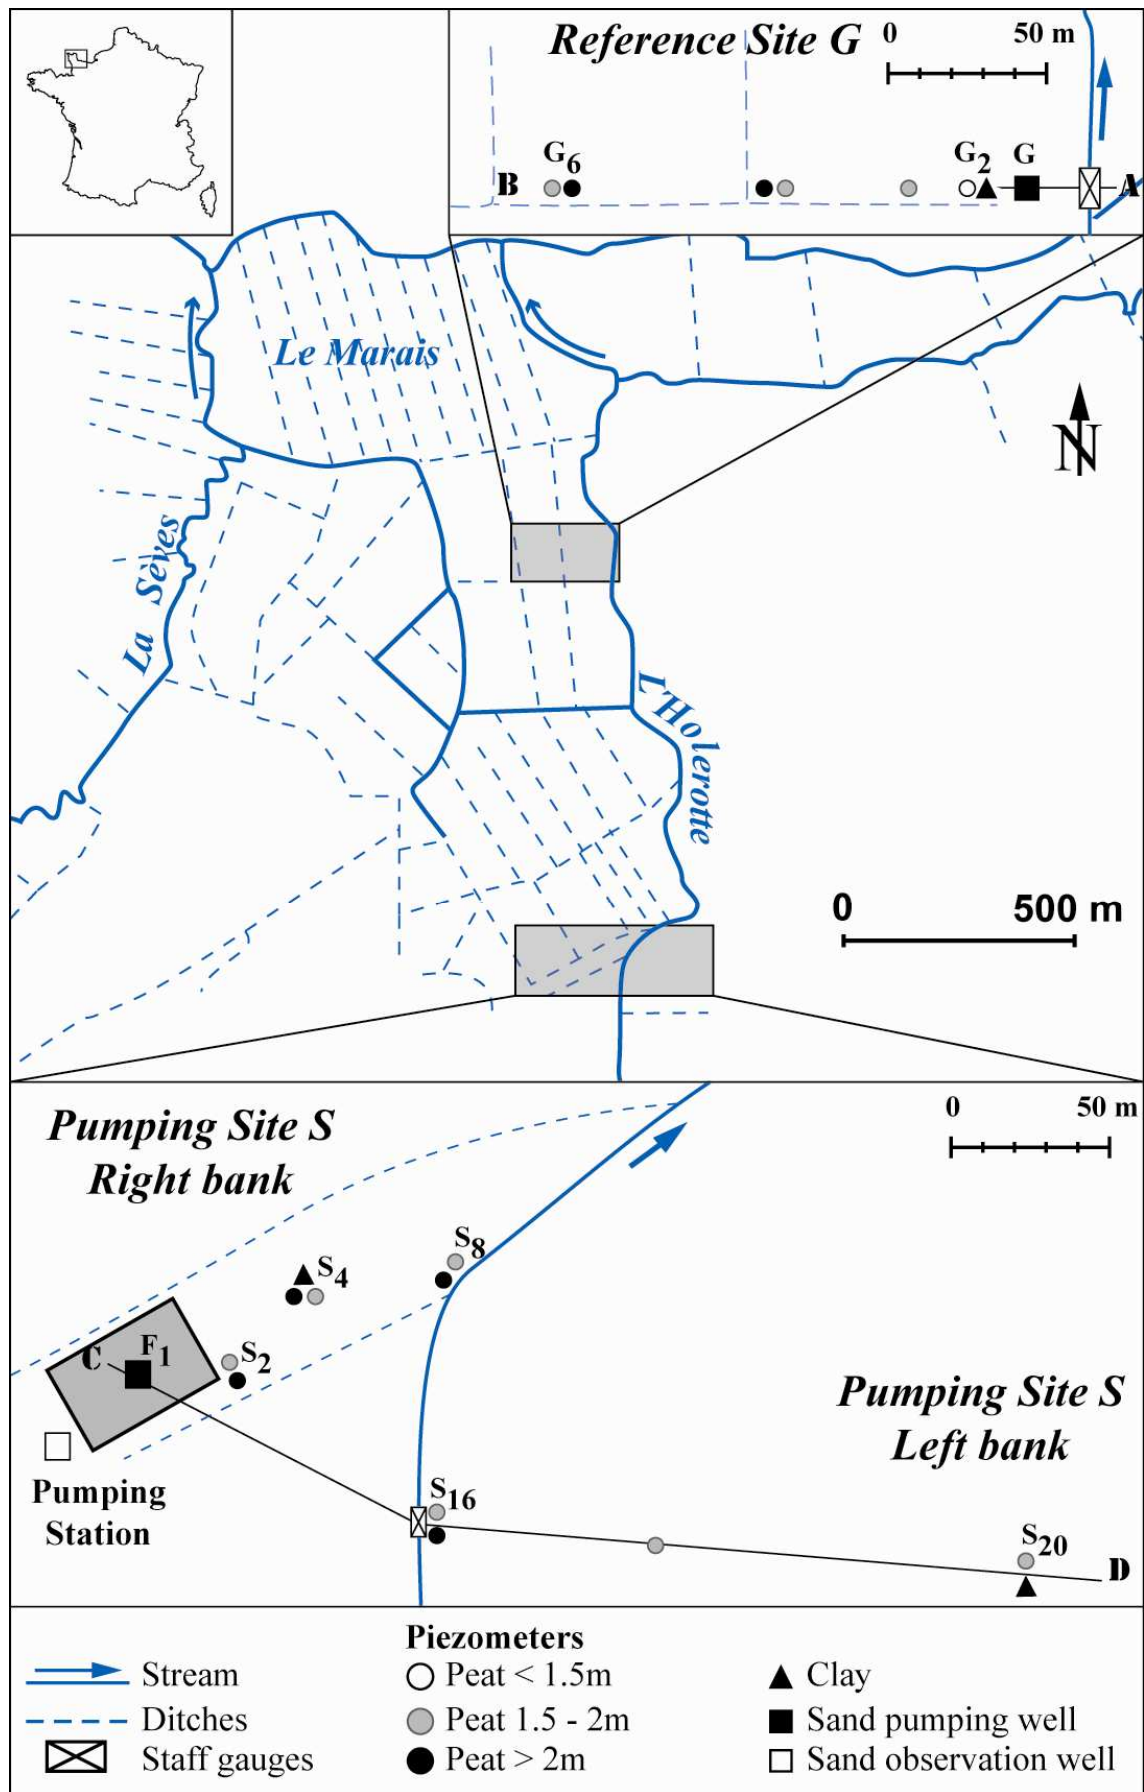 Reference Site G
0 50 m
G6
G2
G
B
A
Le Marais
N
La Sèves
L'Holerotte
0 500 m
Pumping Site S
Right bank
0 50 m
S8
S4
C
F1
S2
Pumping Site S
Left bank
Pumping
Station
S16
S20
D
Piezometers
Stream
Peat < 1.5m
Clay
Ditches
Peat 1.5 - 2m
Sand pumping well
Staff gauges
Peat > 2m
Sand observation well